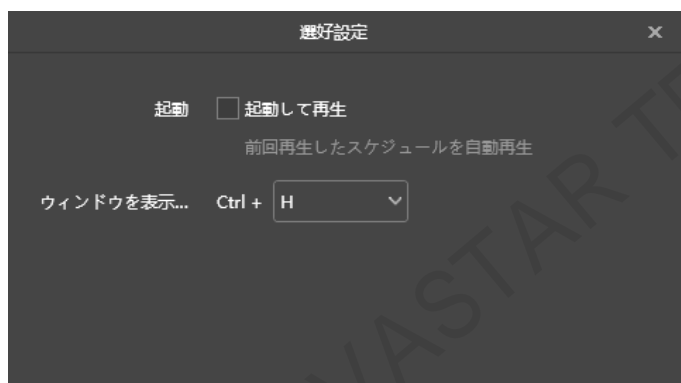 選好設定
起動 起動して再生
前回再生したスケジュールを自動再生
ウィンドウを表示... Ctrl + H
VASTAR